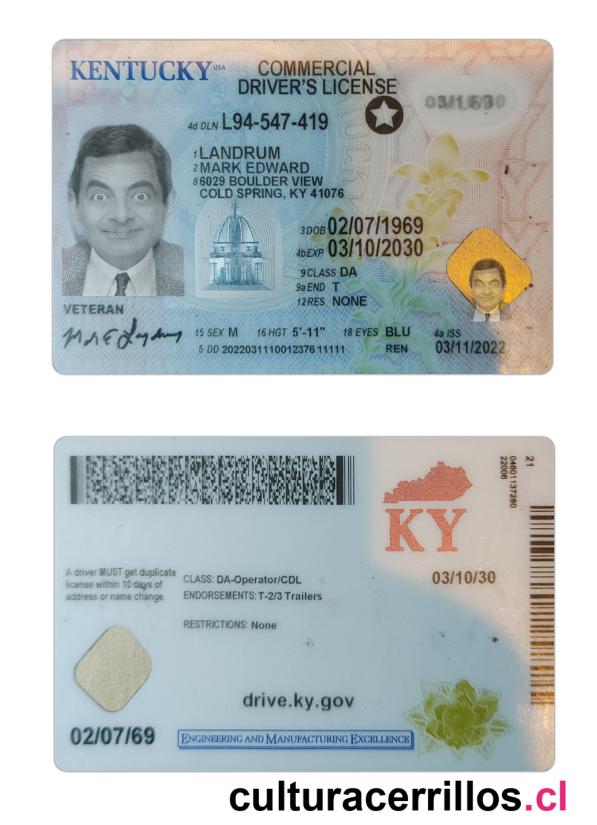 KENTUCKY USA
COMMERCIAL
DRIVER'S LICENSE
4d DLN L94-547-419
1 LANDRUM
2 MARK EDWARD
8 6029 BOULDER VIEW
COLD SPRING, KY 41076
3 DOB 02/07/1969
4b EXP 03/10/2030
9 CLASS DA
9a END T
12 RES NONE
VETERAN
15 SEX M 16 HGT 5'-11" 18 EYES BLU 4a ISS
5 DD 20220311100123761 1111 REN 03/11/2022
21
04601137280
22006
KY
03/10/30
A driver MUST get duplicate
license within 10 days of
address or name change.
CLASS: DA-Operator/CDL
ENDORSEMENTS: T-2/3 Trailers
RESTRICTIONS: None
drive.ky.gov
02/07/69
ENGINEERING AND MANUFACTURING EXCELLENCE
culturacerrillos.cl